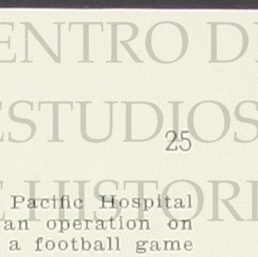 ENTRO D
ESTUDIOS
25
E HISTORI
Pacific Hospital
an operation on
a football game